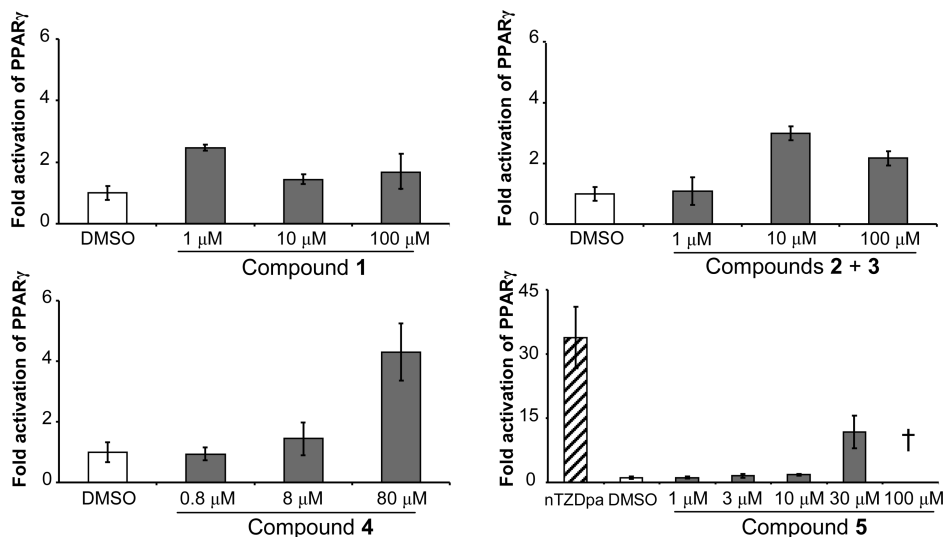 Fold activation of PPARγ
6
4
2
0
DMSO
1 μM
10 μM
100 μM
Compound 1
Fold activation of PPARγ
6
4
2
0
DMSO
1 μM
10 μM
100 μM
Compounds 2 + 3
Fold activation of PPARγ
6
4
2
0
DMSO
0.8 μM
8 μM
80 μM
Compound 4
Fold activation of PPARγ
45
30
15
0
†
nTZDpa
DMSO
1 μM
3 μM
10 μM
30 μM
100 μM
Compound 5